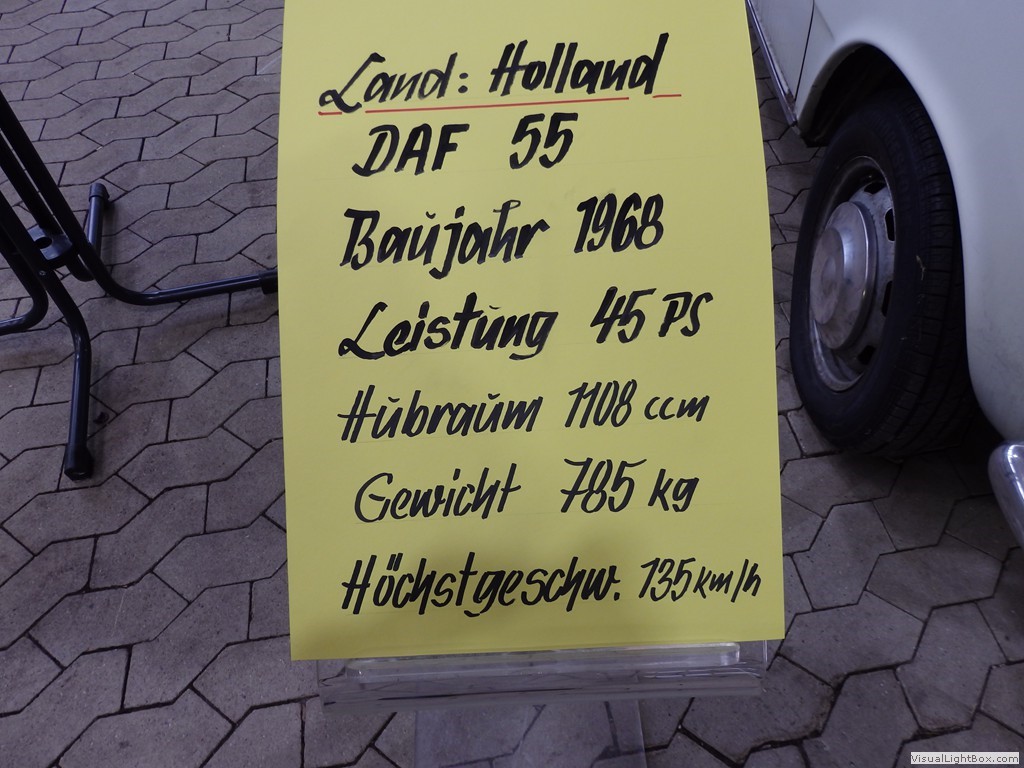 Land: Holland
DAF 55
Baujahr 1968
Leistung 45 PS
Hubraum 1108 ccm
Gewicht 785 kg
Höchstgeschw. 135 km/h
VisualLightBox.com